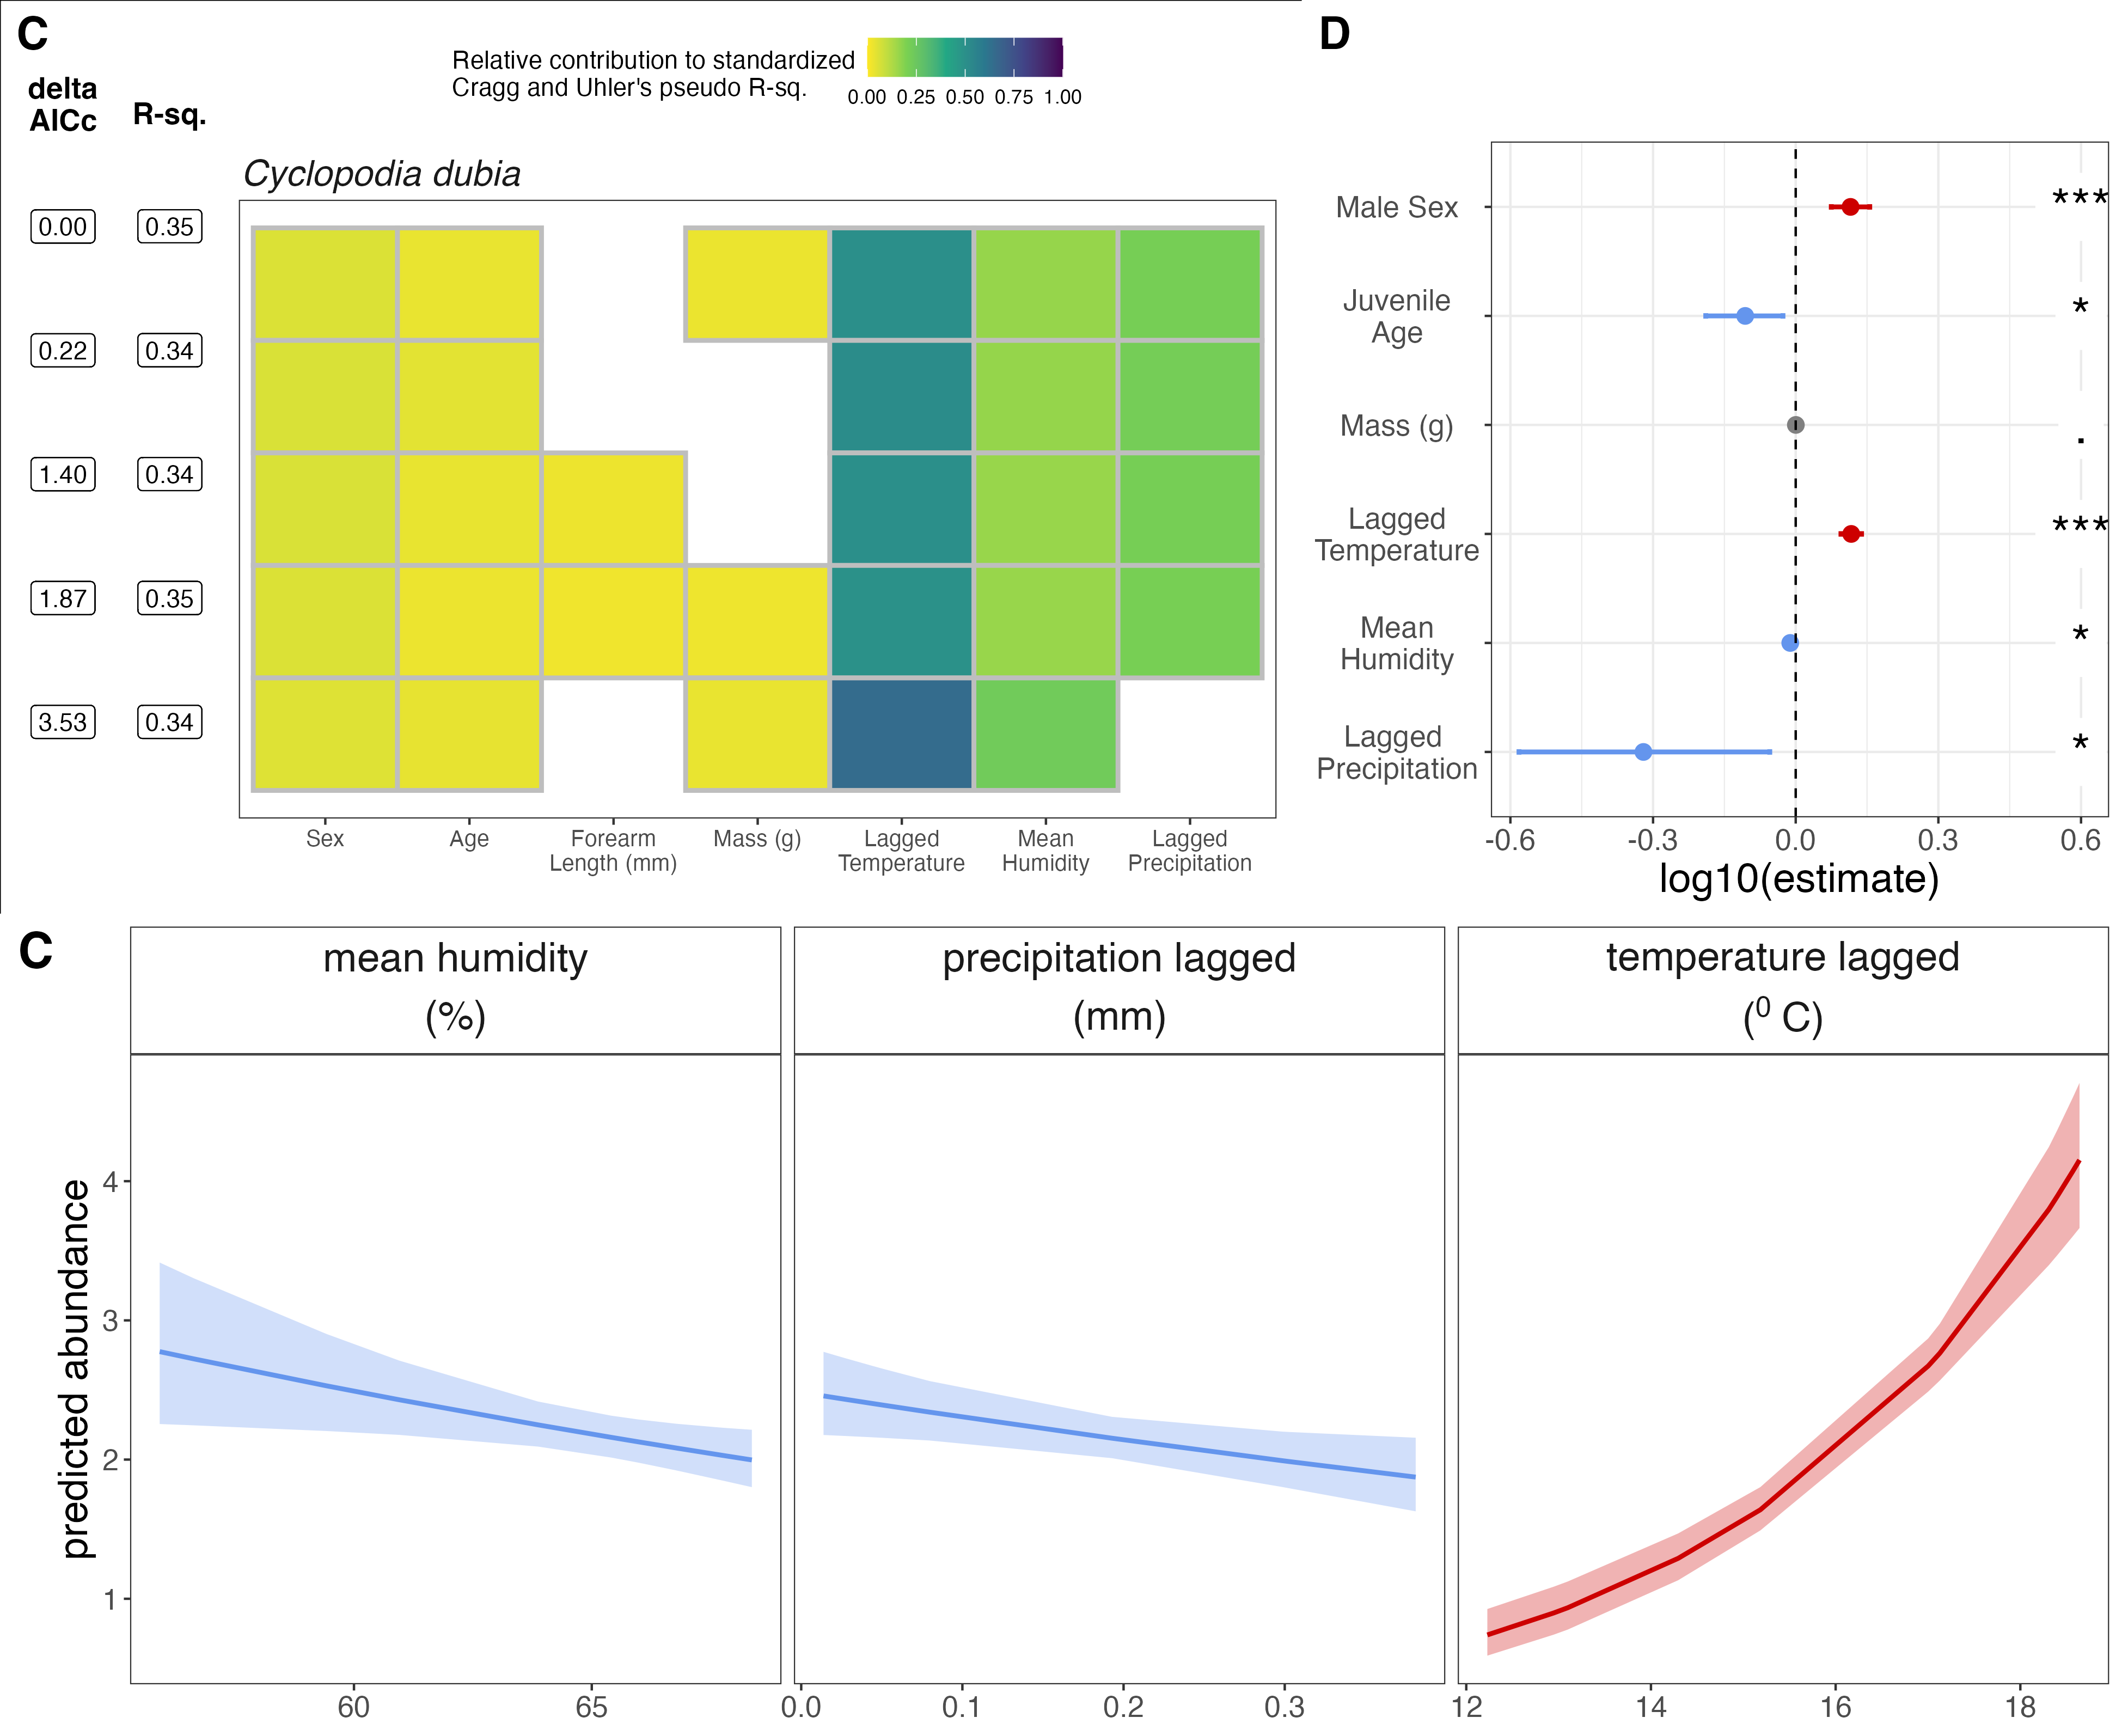 C
delta
AICc
R-sq.
Relative contribution to standardized
Cragg and Uhler's pseudo R-sq.
0.00 0.25 0.50 0.75 1.00
Cyclopodia dubia
0.00 0.35
0.22 0.34
1.40 0.34
1.87 0.35
3.53 0.34
Sex
Age
Forearm
Length (mm)
Mass (g)
Lagged
Temperature
Mean
Humidity
Lagged
Precipitation
D
Male Sex
***
Juvenile
Age
*
Mass (g)
.
Lagged
Temperature
***
Mean
Humidity
*
Lagged
Precipitation
*
-0.6 -0.3 0.0 0.3 0.6
log10(estimate)
C
mean humidity
(%)
precipitation lagged
(mm)
temperature lagged
(⁰ C)
predicted abundance
4
3
2
1
60 65
0.0 0.1 0.2 0.3
12 14 16 18